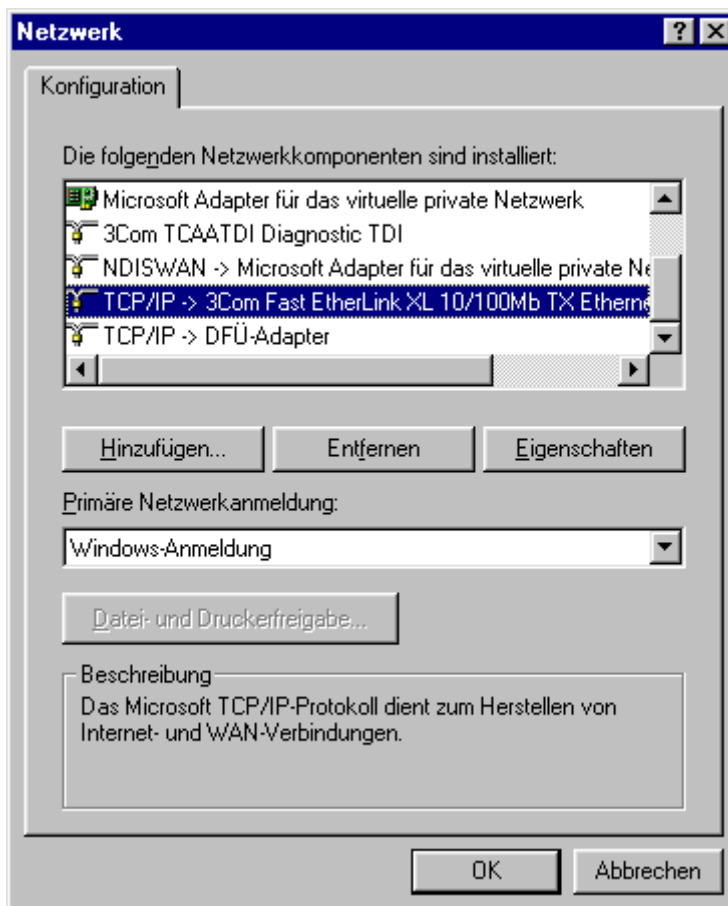 Netzwerk
Konfiguration
Die folgenden Netzwerkkomponenten sind installiert:
Microsoft Adapter für das virtuelle private Netzwerk
3Com TCAATDI Diagnostic TDI
NDISWAN -> Microsoft Adapter für das virtuelle private Ne
TCP/IP -> 3Com Fast EtherLink XL 10/100Mb TX Etherne
TCP/IP -> DFÜ-Adapter
Hinzufügen... Entfernen Eigenschaften
Primäre Netzwerkanmeldung:
Windows-Anmeldung
Datei- und Druckerfreigabe...
Beschreibung
Das Microsoft TCP/IP-Protokoll dient zum Herstellen von
Internet- und WAN-Verbindungen.
OK Abbrechen